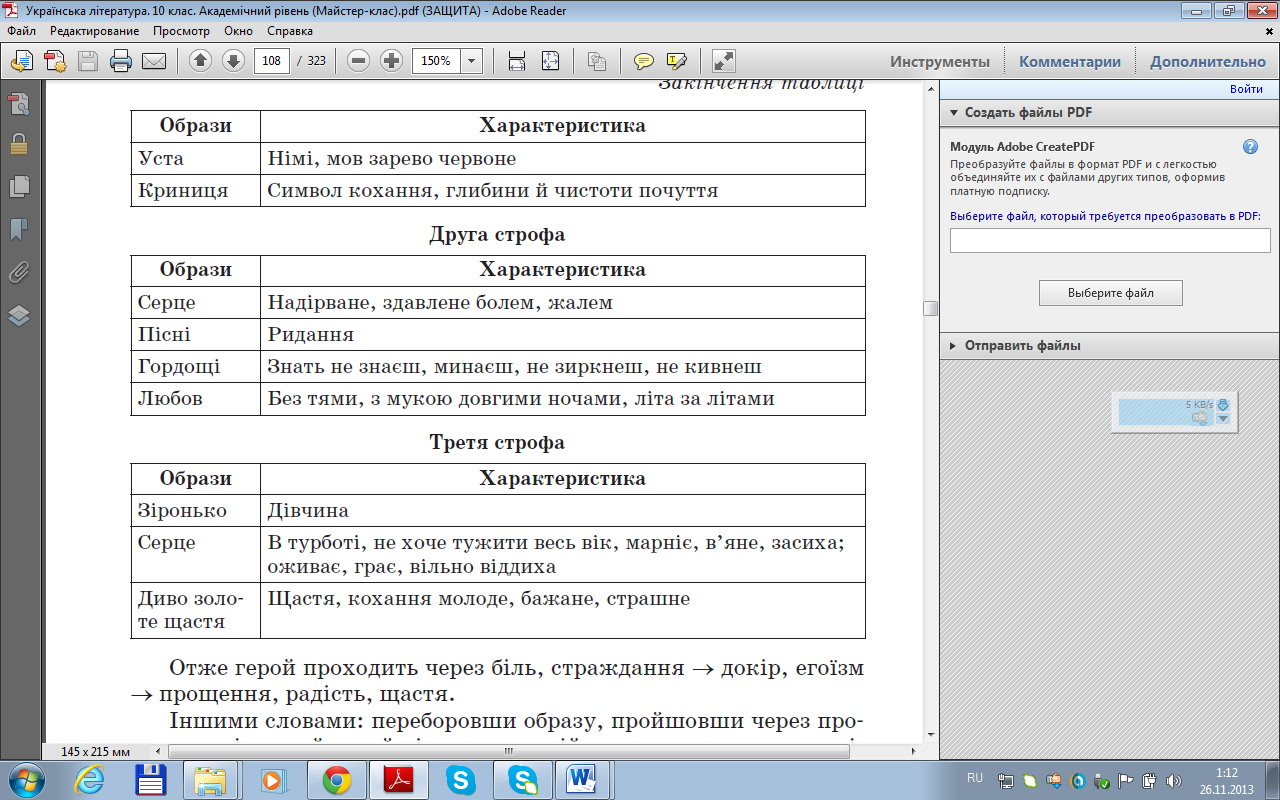 Українська література. 10 клас. Академічний рівень (Майстер-клас).pdf (ЗАЩИТА) - Adobe Reader
Файл Редактирование Просмотр Окно Справка
108 / 323 150% Инструменты Комментарии Дополнительно
Войти
Закінчення таблиці
Образи Характеристика
Уста Німі, мов зарево червоне
Криниця Символ кохання, глибини й чистоти почуття
Друга строфа
Образи Характеристика
Серце Надірване, здавлене болем, жалем
Пісні Ридання
Гордощі Знать не знаєш, минаєш, не зиркнеш, не кивнеш
Любов Без тями, з мукою довгими ночами, літа за літами
Третя строфа
Образи Характеристика
Зіронько Дівчина
Серце В турботі, не хоче тужити весь вік, марніє, в’яне, засиха;
оживає, грає, вільно віддиха
Диво золо- Щастя, кохання молоде, бажане, страшне
те щастя
Отже герой проходить через біль, страждання → докір, егоїзм
→ прощення, радість, щастя.
Іншими словами: переборовши образу, пройшовши через про-
145 x 215 мм
Создать файлы PDF
Модуль Adobe CreatePDF
Преобразуйте файлы в формат PDF и с легкостью
объединяйте их с файлами других типов, оформив
платную подписку.
Выберите файл, который требуется преобразовать в PDF:
Выберите файл
Отправить файлы
5 KB/s
RU
1:12
26.11.2013